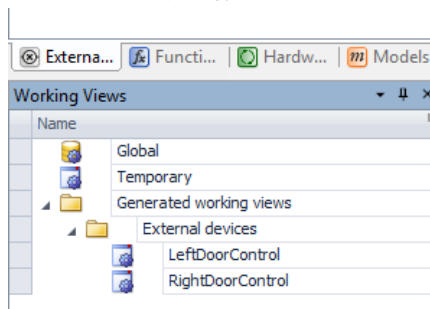 Externa... Functi... Hardw... Models
Working Views
Name
Global
Temporary
Generated working views
External devices
LeftDoorControl
RightDoorControl